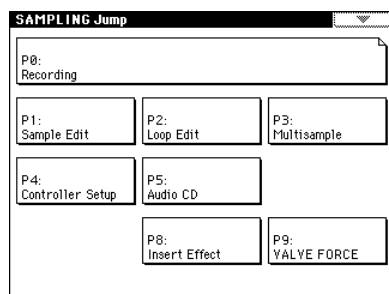 SAMPLING Jump
P0:
Recording
P1:
Sample Edit
P2:
Loop Edit
P3:
Multisample
P4:
Controller Setup
P5:
Audio CD
P8:
Insert Effect
P9:
VALVE FORCE